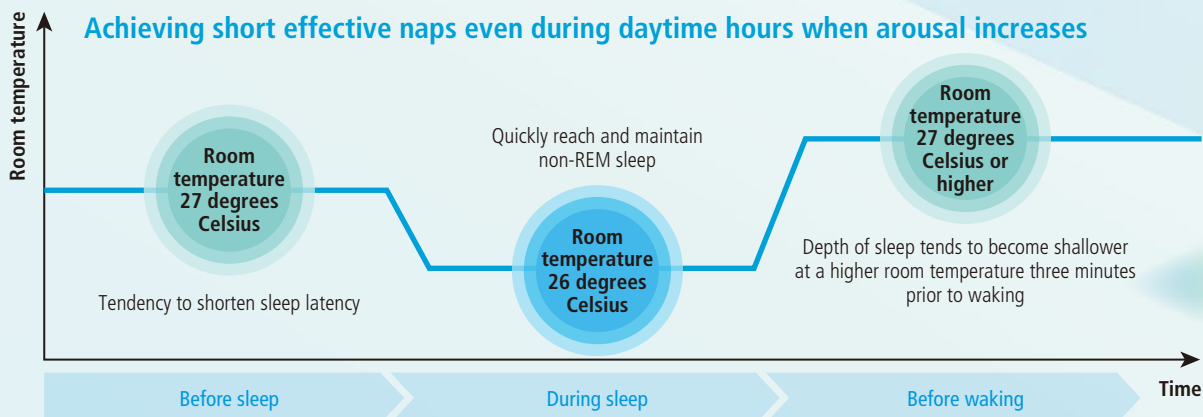 Achieving short effective naps even during daytime hours when arousal increases
Room temperature
Room
temperature
27 degrees
Celsius
Tendency to shorten sleep latency
Quickly reach and maintain
non-REM sleep
Room
temperature
26 degrees
Celsius
Room
temperature
27 degrees
Celsius or
higher
Depth of sleep tends to become shallower
at a higher room temperature three minutes
prior to waking
Time
Before sleep
During sleep
Before waking